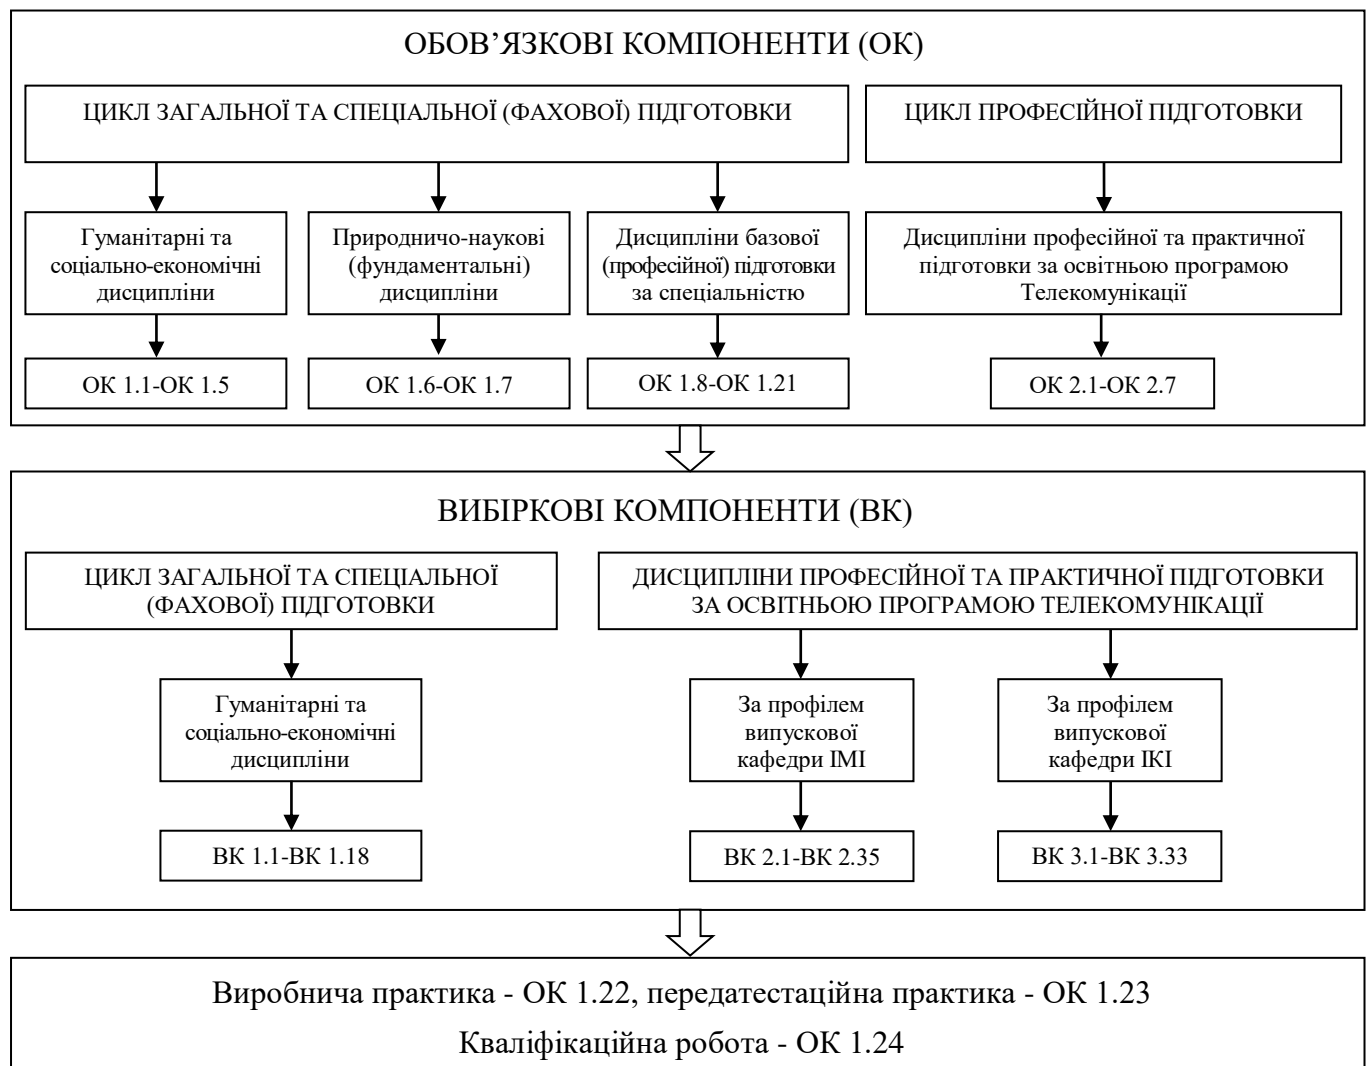 ОБОВ’ЯЗКОВІ КОМПОНЕНТИ (ОК)
ЦИКЛ ЗАГАЛЬНОЇ ТА СПЕЦІАЛЬНОЇ (ФАХОВОЇ) ПІДГОТОВКИ
ЦИКЛ ПРОФЕСІЙНОЇ ПІДГОТОВКИ
Гуманітарні та
соціально-економічні
дисципліни
Природничо-наукові
(фундаментальні)
дисципліни
Дисципліни базової
(професійної) підготовки
за спеціальністю
Дисципліни професійної та практичної
підготовки за освітньою програмою
Телекомунікації
ОК 1.1-ОК 1.5
ОК 1.6-ОК 1.7
ОК 1.8-ОК 1.21
ОК 2.1-ОК 2.7
ВИБІРКОВІ КОМПОНЕНТИ (ВК)
ЦИКЛ ЗАГАЛЬНОЇ ТА СПЕЦІАЛЬНОЇ
(ФАХОВОЇ) ПІДГОТОВКИ
ДИСЦИПЛІНИ ПРОФЕСІЙНОЇ ТА ПРАКТИЧНОЇ ПІДГОТОВКИ
ЗА ОСВІТНЬОЮ ПРОГРАМОЮ ТЕЛЕКОМУНІКАЦІЇ
Гуманітарні та
соціально-економічні
дисципліни
За профілем
випускової
кафедри ІМІ
За профілем
випускової
кафедри ІКІ
ВК 1.1-ВК 1.18
ВК 2.1-ВК 2.35
ВК 3.1-ВК 3.33
Виробнича практика - ОК 1.22, передатестаційна практика - ОК 1.23
Кваліфікаційна робота - ОК 1.24